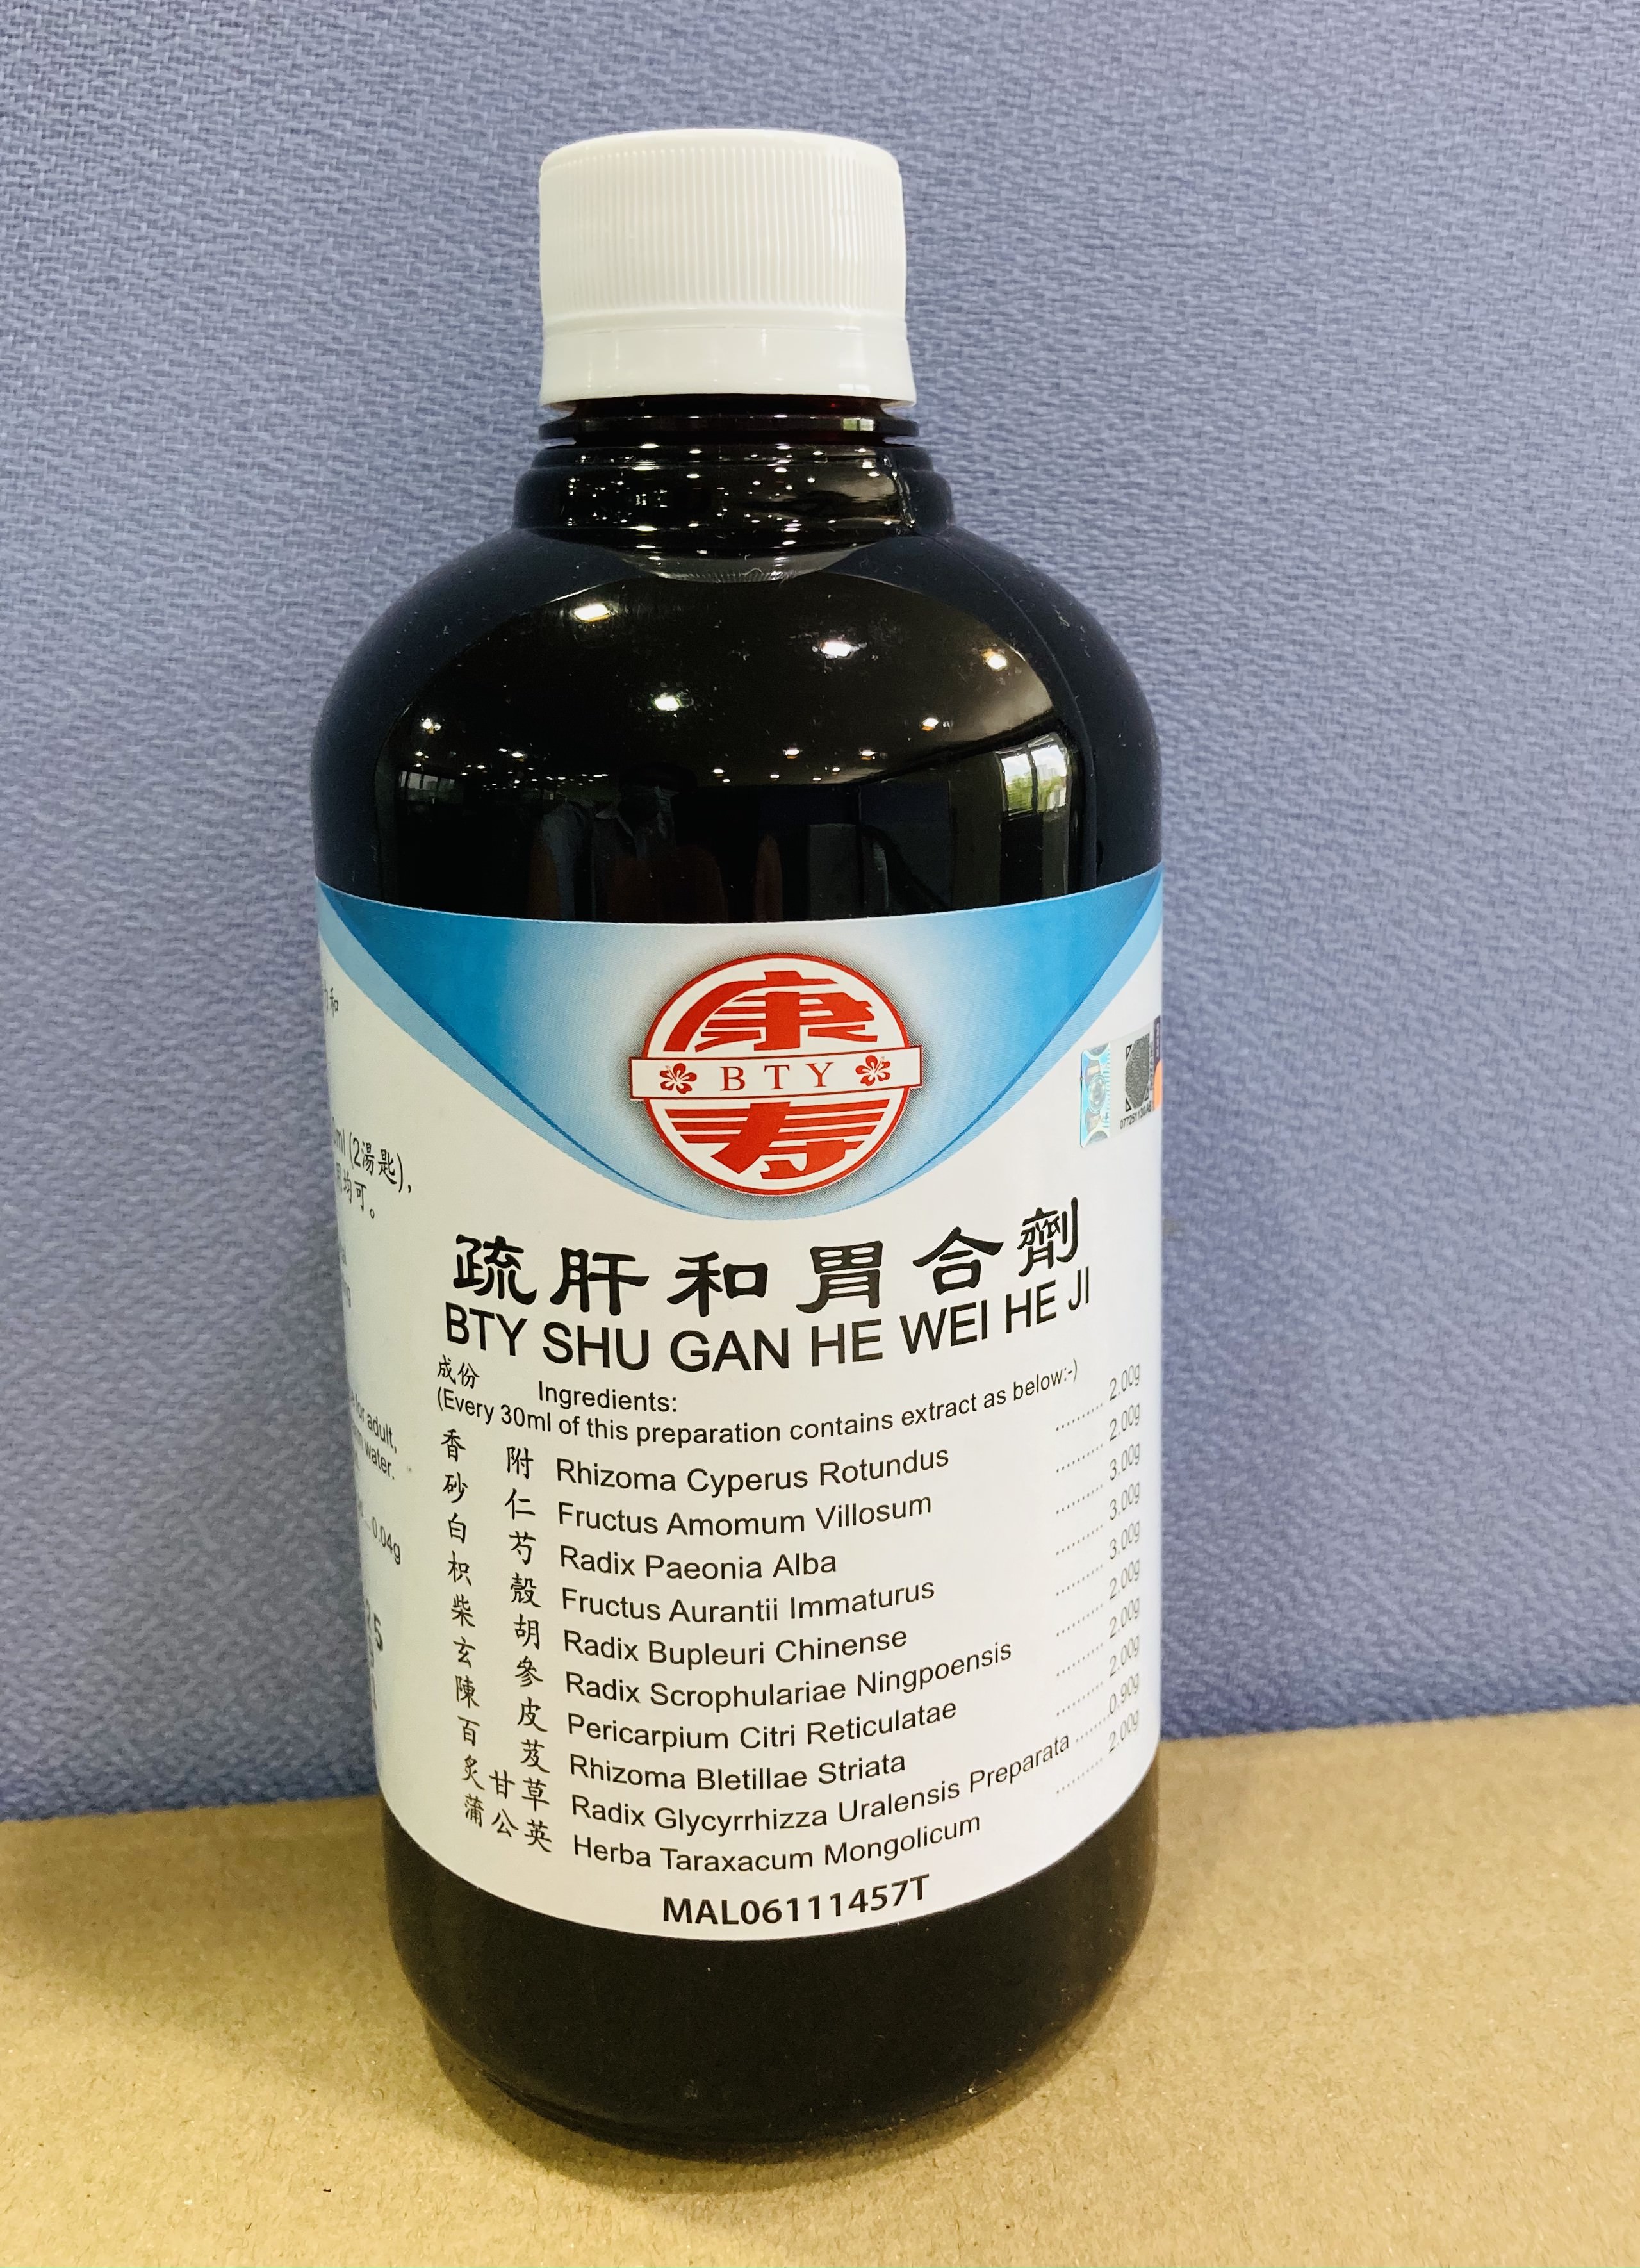 康
BTY
寿
疏肝和胃合劑
BTY SHU GAN HE WEI HE JI
成份 Ingredients:
(Every 30ml of this preparation contains extract as below:-)
香附 Rhizoma Cyperus Rotundus .......... 2.00g
砂仁 Fructus Amomum Villosum .......... 2.00g
白芍 Radix Paeonia Alba .......... 3.00g
枳殼 Fructus Aurantii Immaturus .......... 3.00g
柴胡 Radix Bupleuri Chinense .......... 3.00g
玄參 Radix Scrophulariae Ningpoensis .......... 2.00g
陳皮 Pericarpium Citri Reticulatae .......... 2.00g
百芨 Rhizoma Bletillae Striata .......... 2.00g
炙甘草 Radix Glycyrrhizza Uralensis Preparata ........0.90g
蒲公英 Herba Taraxacum Mongolicum .......... 2.00g
MAL06111457T
和
ml (2湯匙),
均可。
for adult,
water.
0.04g